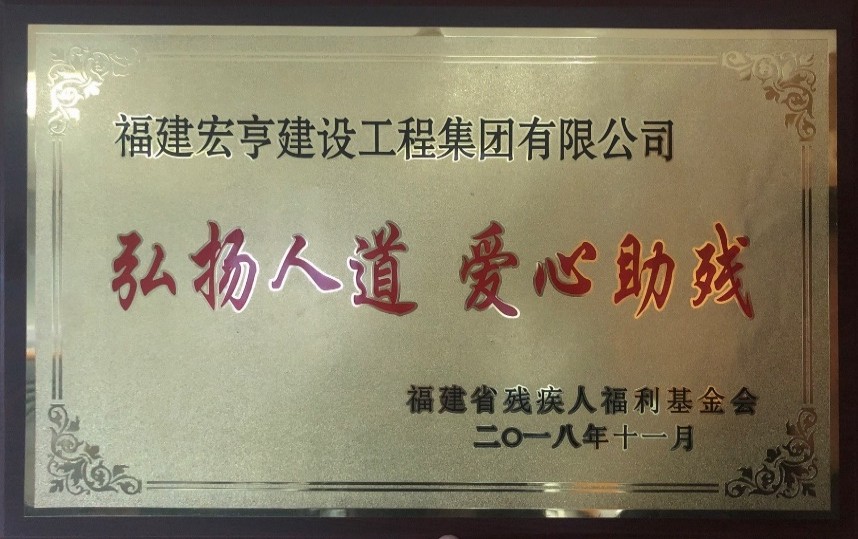 福建宏亨建设工程集团有限公司
弘扬人道 爱心助残
福建省残疾人福利基金会
二〇一八年十一月